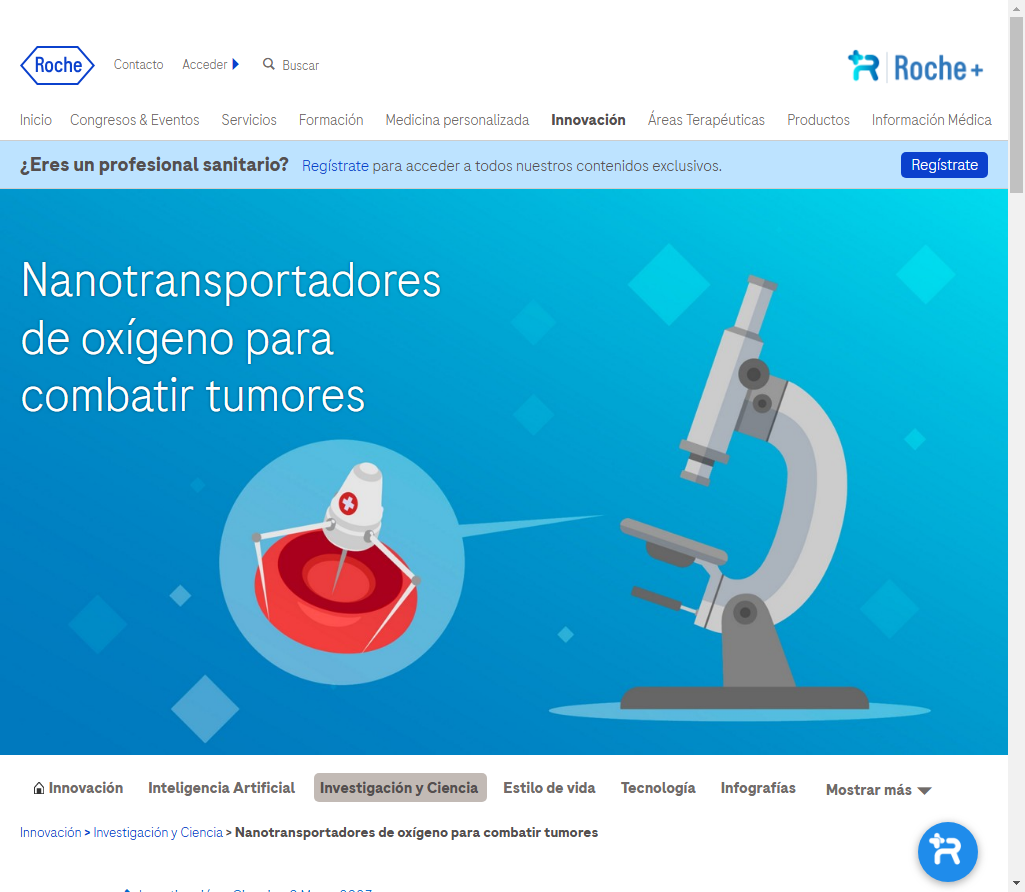 Roche
Contacto
Acceder
Buscar
Roche+
Inicio
Congresos & Eventos
Servicios
Formación
Medicina personalizada
Innovación
Áreas Terapéuticas
Productos
Información Médica
¿Eres un profesional sanitario? Regístrate para acceder a todos nuestros contenidos exclusivos.
Regístrate
Nanotransportadores
de oxígeno para
combatir tumores
Innovación
Inteligencia Artificial
Investigación y Ciencia
Estilo de vida
Tecnología
Infografías
Mostrar más
Innovación > Investigación y Ciencia > Nanotransportadores de oxígeno para combatir tumores